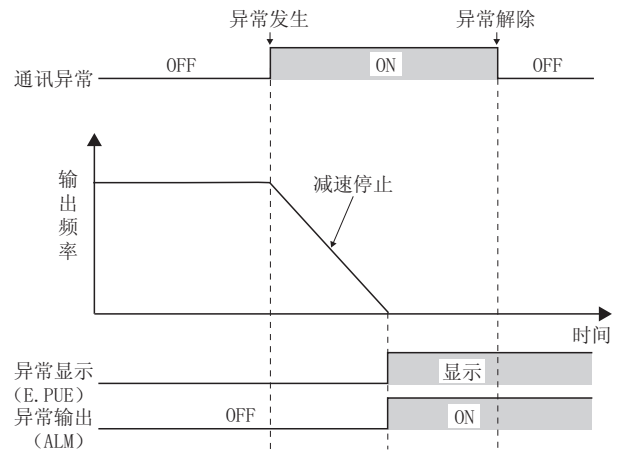 异常发生
异常解除
通讯异常
OFF
ON
OFF
输出频率
减速停止
时间
异常显示
(E.PUE)
显示
异常输出
(ALM)
OFF
ON